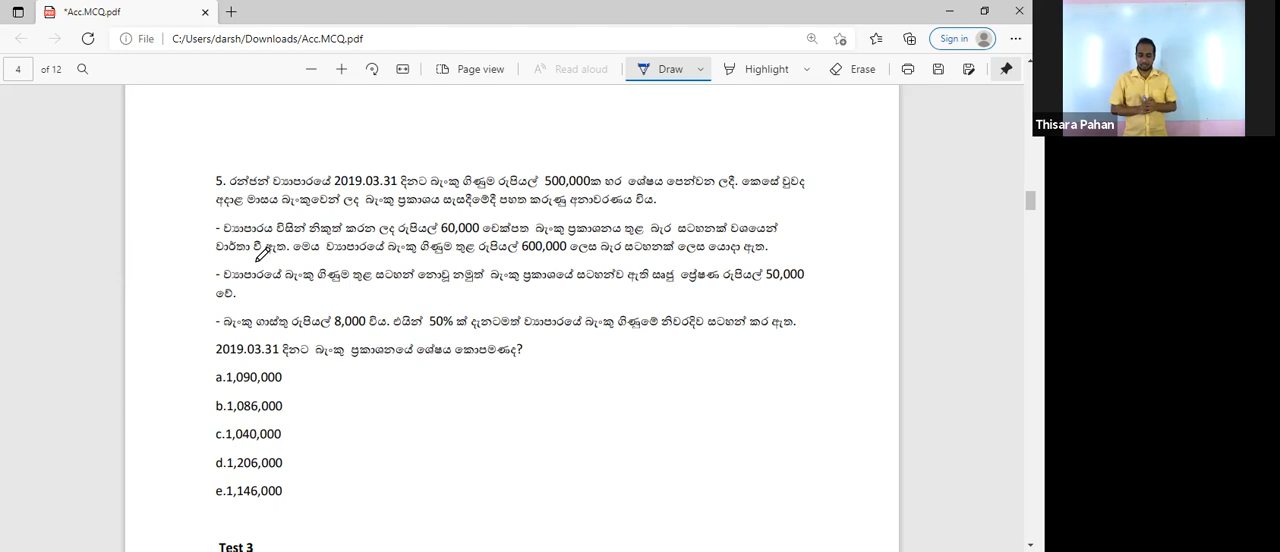 *Acc.MCQ.pdf
File
C:/Users/darsh/Downloads/Acc.MCQ.pdf
Sign in
4 of 12
Page view
Read aloud
Draw
Highlight
Erase
Thisara Pahan
5. රන්ජන් ව්‍යාපාරයේ 2019.03.31 දිනට බැංකු ගිණුම රුපියල් 500,000ක හර ශේෂය පෙන්වන ලදී. කෙසේ වුවද
අදාළ මාසය බැංකුවෙන් ලද බැංකු ප්‍රකාශය සැසදීමේදී පහත කරුණු අනාවරණය විය.
- ව්‍යාපාරය විසින් නිකුත් කරන ලද රුපියල් 60,000 චෙක්පත බැංකු ප්‍රකාශනය තුළ බැර සටහනක් වශයෙන්
වාර්තා වී ඇත. මෙය ව්‍යාපාරයේ බැංකු ගිණුම තුළ රුපියල් 600,000 ලෙස බැර සටහනක් ලෙස යොදා ඇත.
- ව්‍යාපාරයේ බැංකු ගිණුම තුළ සටහන් නොවූ නමුත් බැංකු ප්‍රකාශයේ සටහන්ව ඇති සෘජු ප්‍රේෂණ රුපියල් 50,000
වේ.
- බැංකු ගාස්තු රුපියල් 8,000 විය. එයින් 50% ක් දැනටමත් ව්‍යාපාරයේ බැංකු ගිණුමේ නිවරදිව සටහන් කර ඇත.
2019.03.31 දිනට බැංකු ප්‍රකාශනයේ ශේෂය කොපමණද?
a.1,090,000
b.1,086,000
c.1,040,000
d.1,206,000
e.1,146,000
Test 3